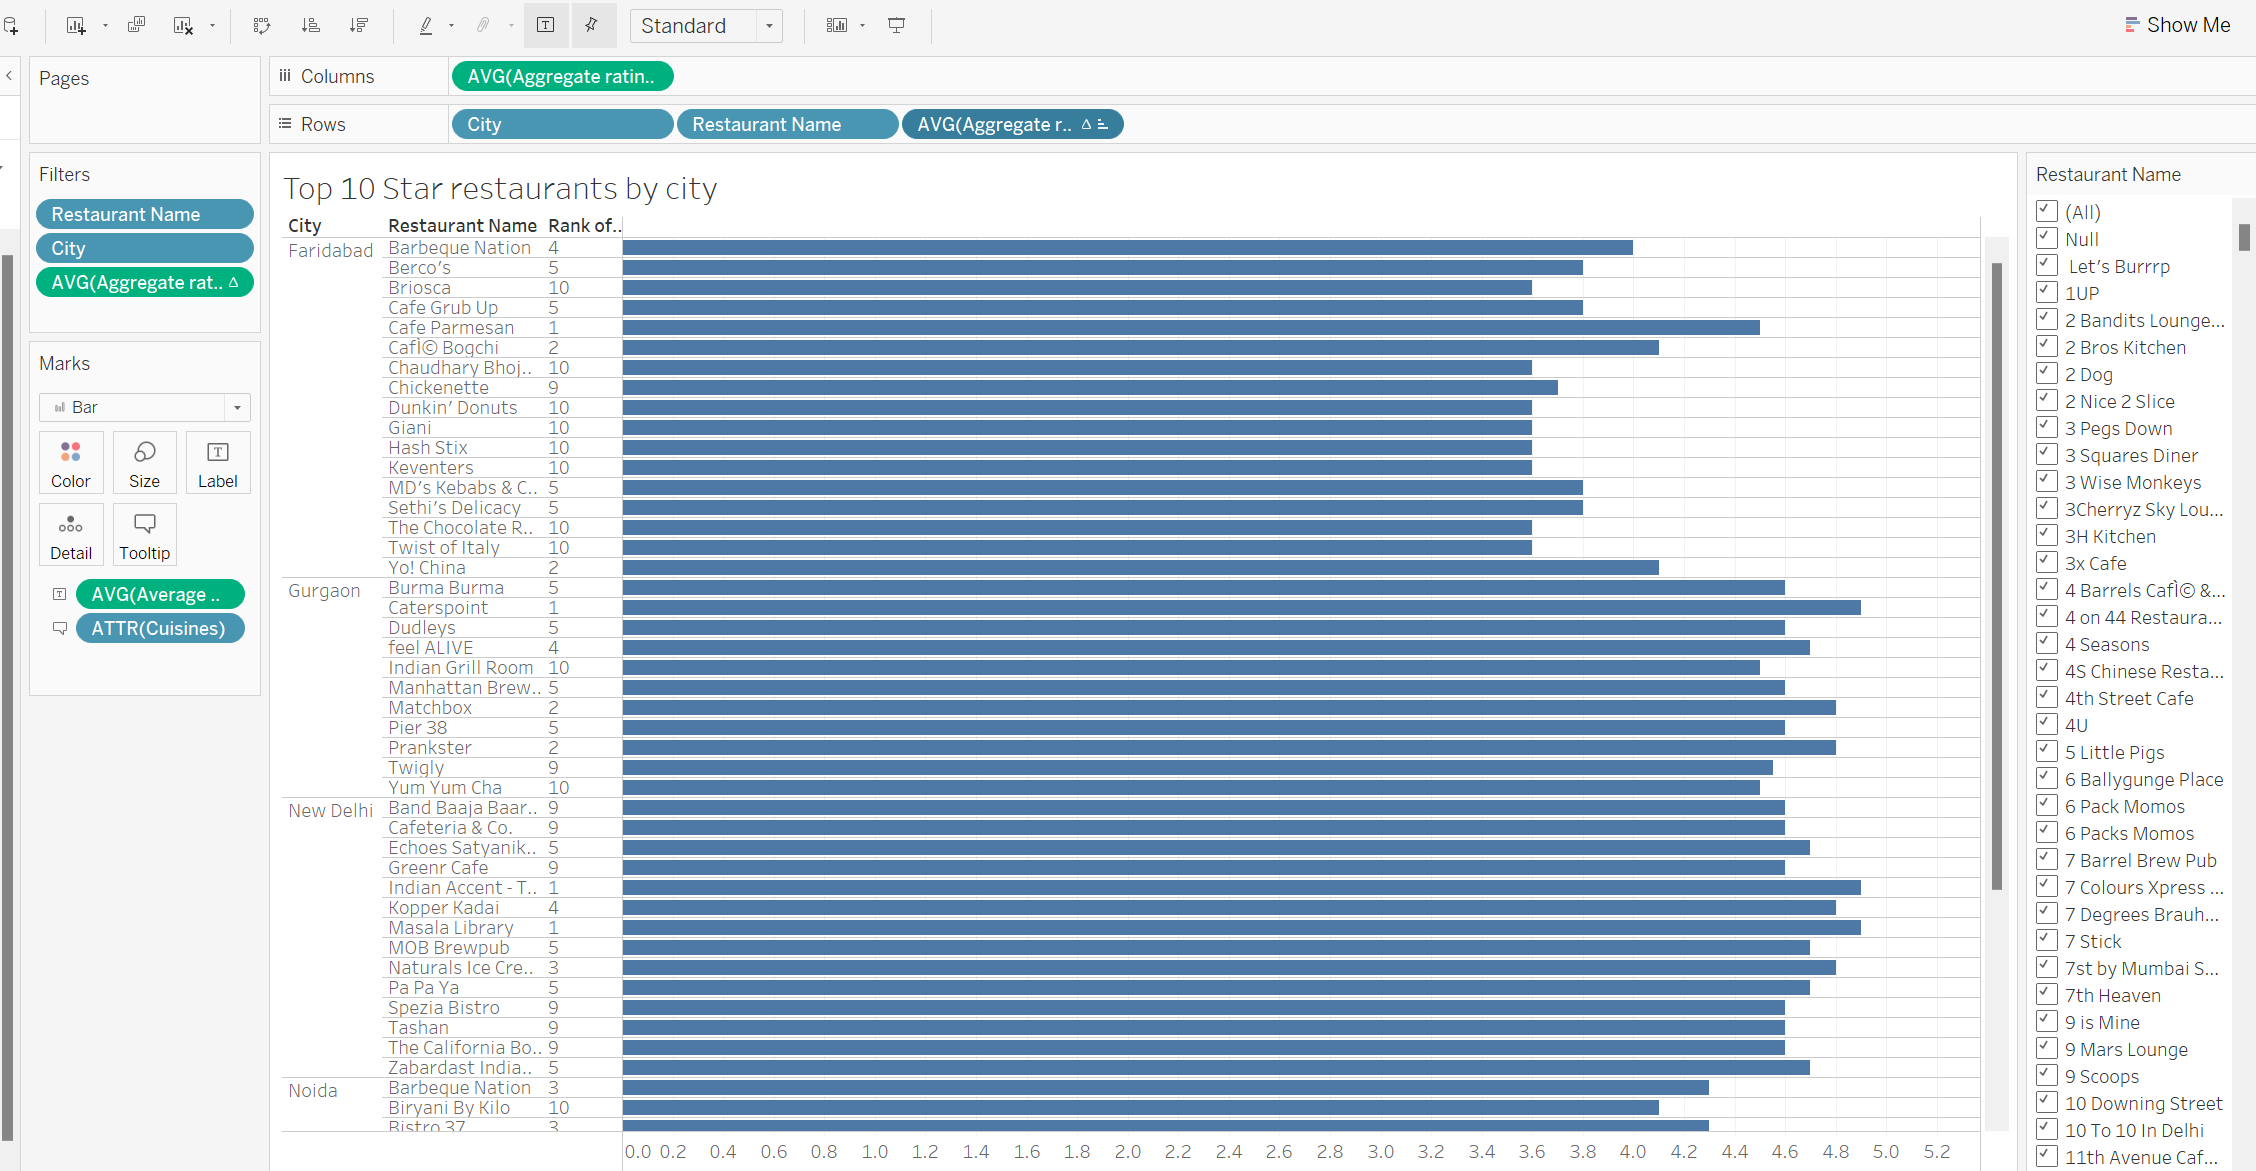 Standard
Show Me
Pages
Columns
AVG(Aggregate ratin..
Rows
City
Restaurant Name
AVG(Aggregate r..
Filters
Restaurant Name
City
AVG(Aggregate rat..
Marks
Bar
Color
Size
Label
Detail
Tooltip
AVG(Average ..
ATTR(Cuisines)
Top 10 Star restaurants by city
City Restaurant Name Rank of..
Faridabad Barbeque Nation 4
Berco's 5
Briosca 10
Cafe Grub Up 5
Cafe Parmesan 1
CafÌ© Bogchi 2
Chaudhary Bhoj.. 10
Chickenette 9
Dunkin' Donuts 10
Giani 10
Hash Stix 10
Keventers 10
MD's Kebabs & C.. 5
Sethi's Delicacy 5
The Chocolate R.. 10
Twist of Italy 10
Yo! China 2
Gurgaon Burma Burma 5
Caterspoint 1
Dudleys 5
feel ALIVE 4
Indian Grill Room 10
Manhattan Brew.. 5
Matchbox 2
Pier 38 5
Prankster 2
Twigly 9
Yum Yum Cha 10
New Delhi Band Baaja Baar.. 9
Cafeteria & Co. 9
Echoes Satyanik.. 5
Greenr Cafe 9
Indian Accent - T.. 1
Kopper Kadai 4
Masala Library 1
MOB Brewpub 5
Naturals Ice Cre.. 3
Pa Pa Ya 5
Spezia Bistro 9
Tashan 9
The California Bo.. 9
Zabardast India.. 5
Noida Barbeque Nation 3
Biryani By Kilo 10
Bistro 37 3
0.0 0.2 0.4 0.6 0.8 1.0 1.2 1.4 1.6 1.8 2.0 2.2 2.4 2.6 2.8 3.0 3.2 3.4 3.6 3.8 4.0 4.2 4.4 4.6 4.8 5.0 5.2
Restaurant Name
(All)
Null
Let's Burrrp
1UP
2 Bandits Lounge...
2 Bros Kitchen
2 Dog
2 Nice 2 Slice
3 Pegs Down
3 Squares Diner
3 Wise Monkeys
3Cherryz Sky Lou...
3H Kitchen
3x Cafe
4 Barrels CafÌ© &...
4 on 44 Restaura...
4 Seasons
4S Chinese Resta...
4th Street Cafe
4U
5 Little Pigs
6 Ballygunge Place
6 Pack Momos
6 Packs Momos
7 Barrel Brew Pub
7 Colours Xpress ...
7 Degrees Brauh...
7 Stick
7st by Mumbai S...
7th Heaven
9 is Mine
9 Mars Lounge
9 Scoops
10 Downing Street
10 To 10 In Delhi
11th Avenue Caf...